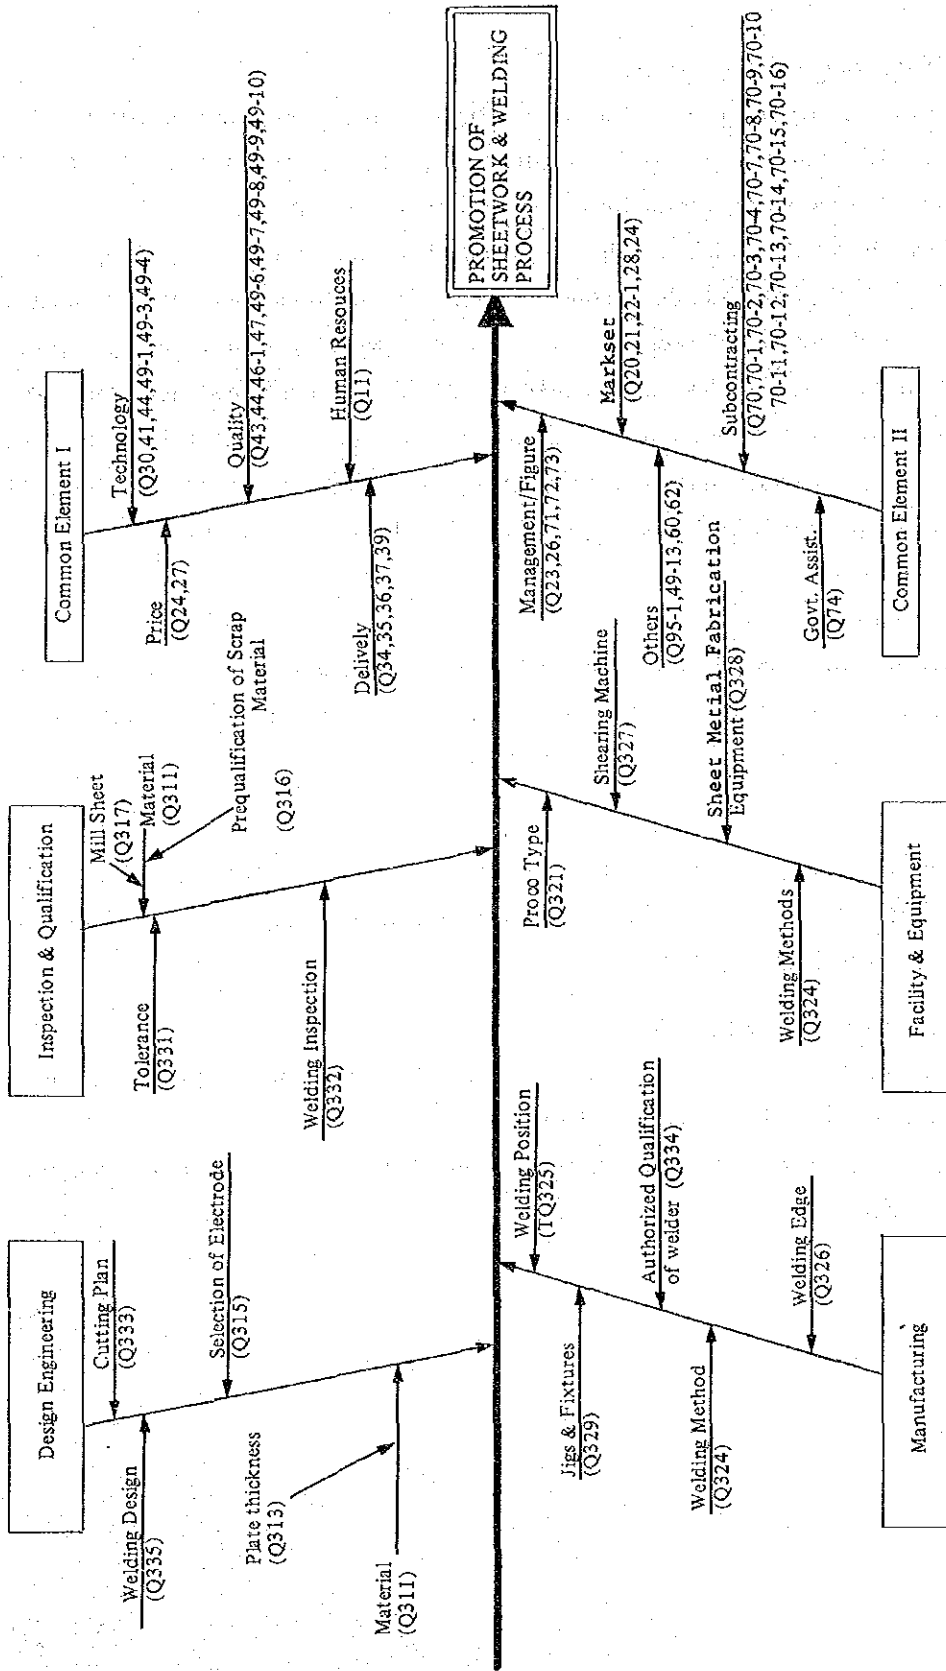 Design Engineering
Cutting Plan
(Q333)
Welding Design
(Q335)
Selection of Electrode
(Q315)
Plate thickness
(Q313)
Material
(Q311)
Inspection & Qualification
Mill Sheet
(Q317)
Material
(Q311)
Prequalification of Scrap
Material
(Q316)
Tolerance
(Q331)
Welding Inspection
(Q332)
Common Element I
Technology
(Q30,41,44,49-1,49-3,49-4)
Price
(Q24,27)
Quality
(Q43,44,46-1,47,49-6,49-7,49-8,49-9,49-10)
Human Resouces
(Q11)
Delively
(Q34,35,36,37,39)
PROMOTION OF
SHEETWORK & WELDING
PROCESS
Welding Position
(TQ325)
Jigs & Fixtures
(Q329)
Authorized Qualification
of welder (Q334)
Welding Method
(Q324)
Welding Edge
(Q326)
Manufacturing
Proco Type
(Q321)
Shearing Machine
(Q327)
Sheet Metial Fabrication
Equipment (Q328)
Welding Methods
(Q324)
Facility & Equipment
Management/Figure
(Q23,26,71,72,73)
Markset
(Q20,21,22-1,28,24)
Others
(Q95-1,49-13,60,62)
Subcontracting
(Q70,70-1,70-2,70-3,70-4,70-7,70-8,70-9,70-10
70-11,70-12,70-13,70-14,70-15,70-16)
Govt. Assist.
(Q74)
Common Element II